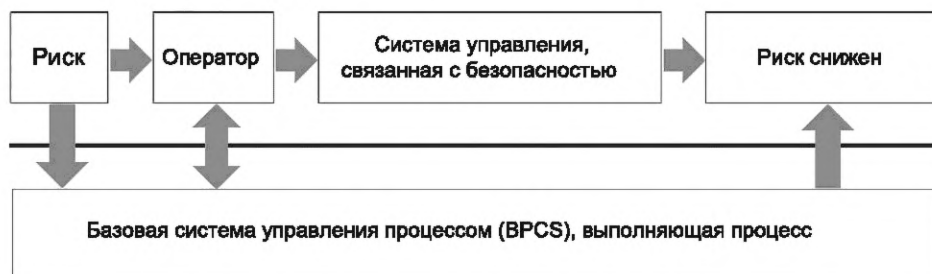 Риск
Оператор
Система управления,
связанная с безопасностью
Риск снижен
Базовая система управления процессом (BPCS), выполняющая процесс